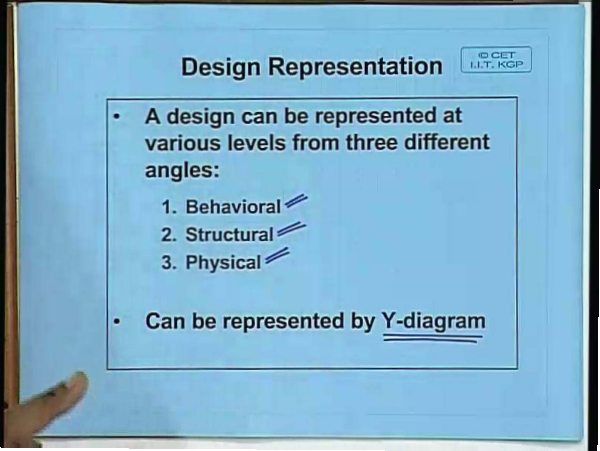 Design Representation
© CET
I.I.T. KGP
• A design can be represented at
various levels from three different
angles:
1. Behavioral
2. Structural
3. Physical
• Can be represented by Y-diagram